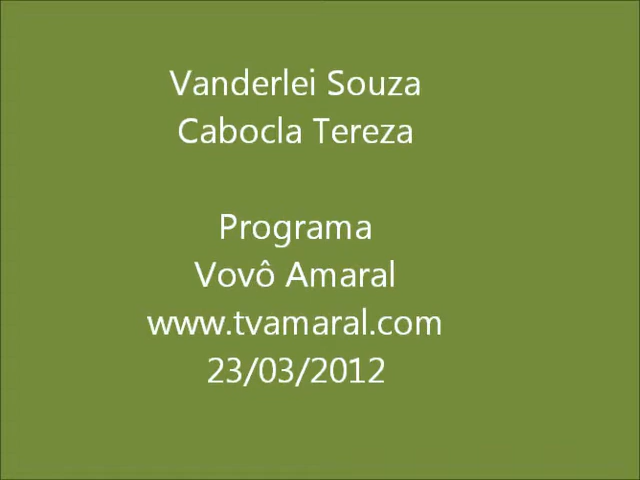 Vanderlei Souza
Cabocla Tereza
Programa
Vovô Amaral
www.tvamaral.com
23/03/2012